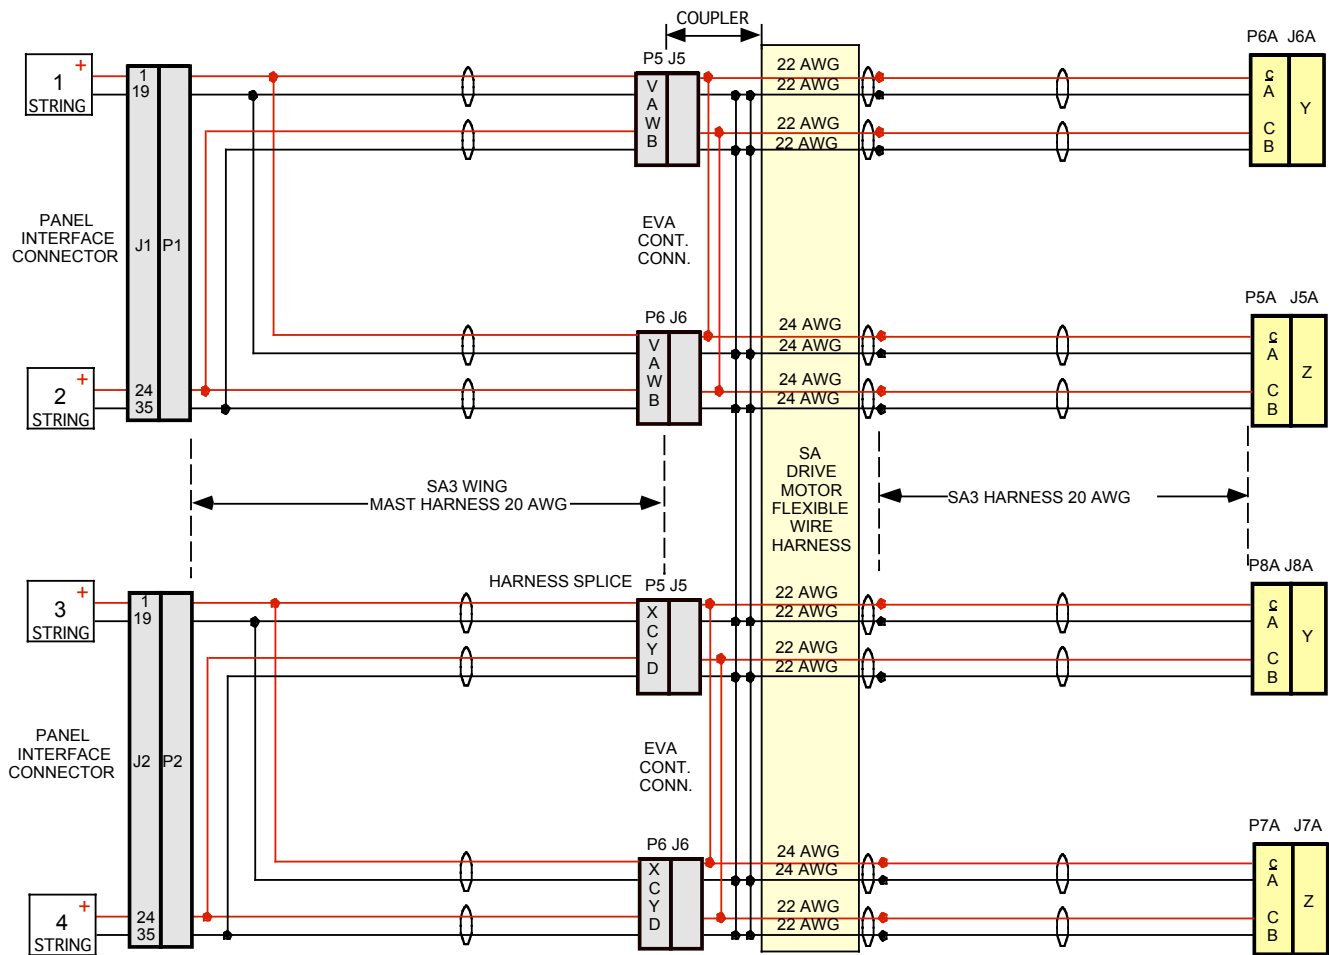 COUPLER
P5 J5
P6A J6A
1
+
STRING
1
19
V
A
W
B
22 AWG
22 AWG
22 AWG
22 AWG
c
A
C
B
Y
PANEL
INTERFACE
CONNECTOR
J1 P1
EVA
CONT.
CONN.
P6 J6
P5A J5A
2
+
STRING
24
35
V
A
W
B
24 AWG
24 AWG
24 AWG
24 AWG
c
A
C
B
Z
SA3 WING
MAST HARNESS 20 AWG
SA
DRIVE
MOTOR
FLEXIBLE
WIRE
HARNESS
SA3 HARNESS 20 AWG
HARNESS SPLICE
P5 J5
P8A J8A
3
+
STRING
1
19
X
C
Y
D
22 AWG
22 AWG
22 AWG
22 AWG
c
A
C
B
Y
PANEL
INTERFACE
CONNECTOR
J2 P2
EVA
CONT.
CONN.
P6 J6
P7A J7A
4
+
STRING
24
35
X
C
Y
D
24 AWG
24 AWG
22 AWG
22 AWG
c
A
C
B
Z